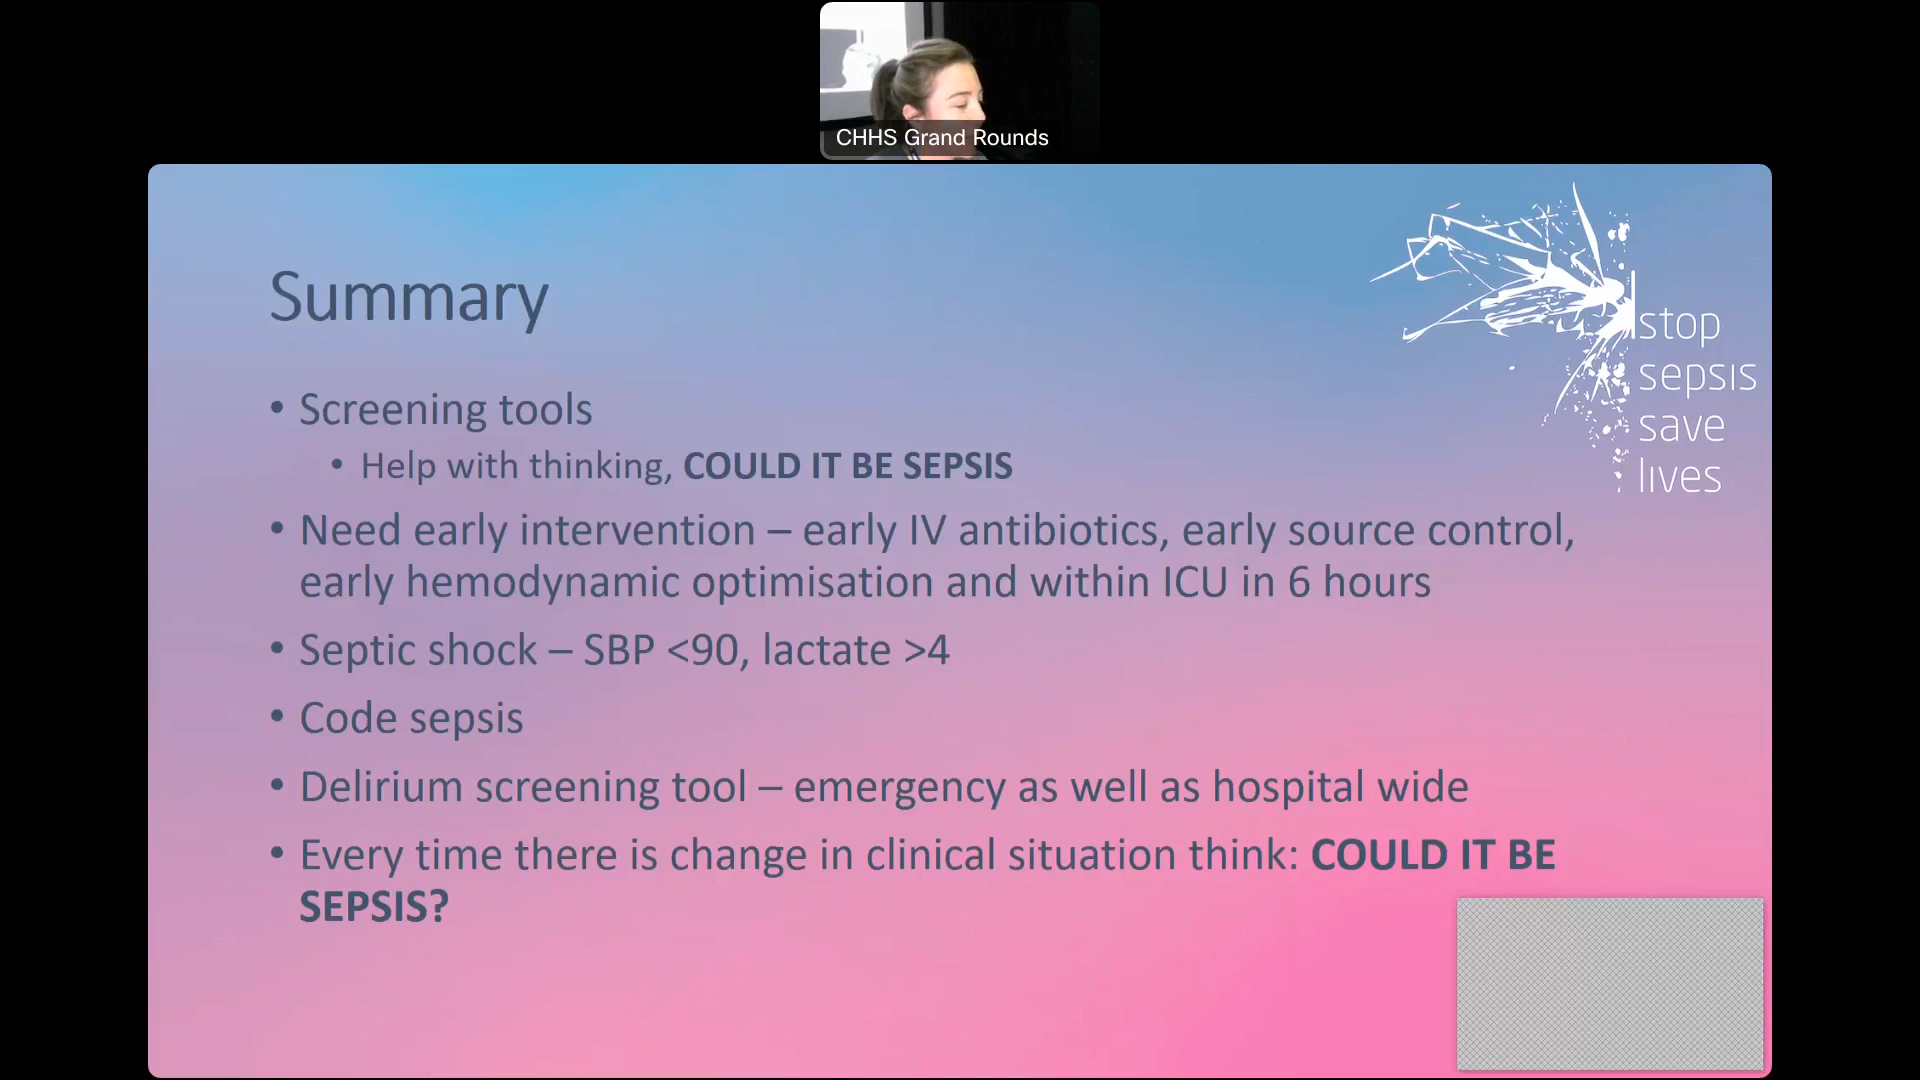 CHHS Grand Rounds
Summary
stop
sepsis
save
lives
• Screening tools
• Help with thinking, COULD IT BE SEPSIS
• Need early intervention – early IV antibiotics, early source control,
early hemodynamic optimisation and within ICU in 6 hours
• Septic shock – SBP <90, lactate >4
• Code sepsis
• Delirium screening tool – emergency as well as hospital wide
• Every time there is change in clinical situation think: COULD IT BE
SEPSIS?